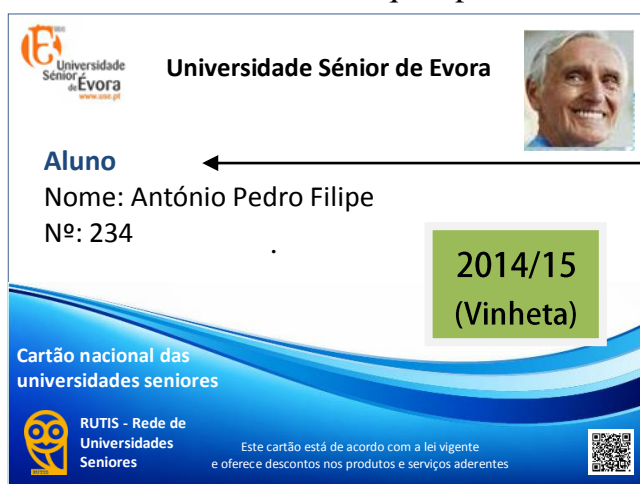 Universidade
Sénior
de Évora
www.use.pt
Universidade Sénior de Evora
Aluno
Nome: António Pedro Filipe
Nº: 234
.
2014/15
(Vinheta)
Cartão nacional das
universidades seniores
RUTIS - Rede de
Universidades
Seniores
RUTIS
Este cartão está de acordo com a lei vigente
e oferece descontos nos produtos e serviços aderentes